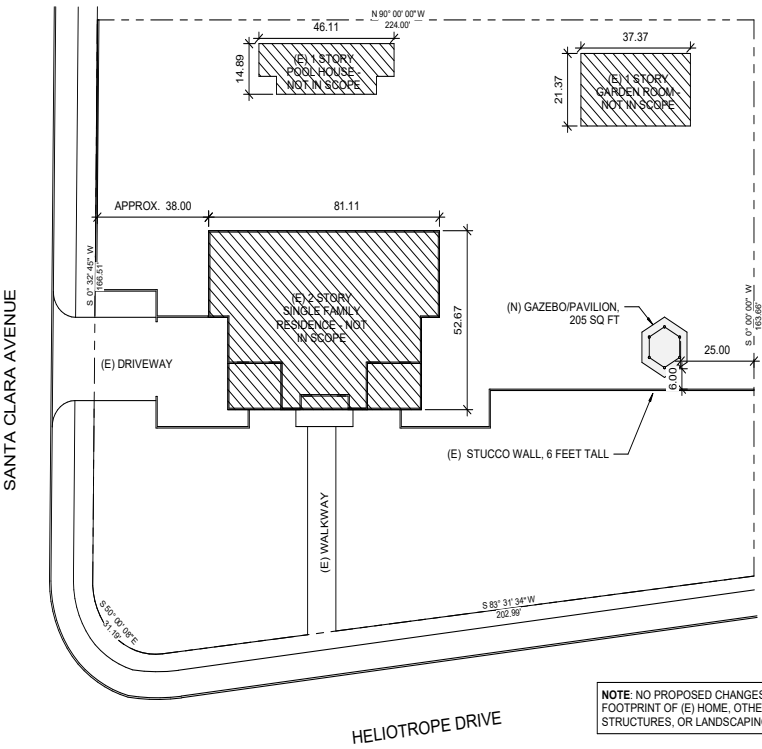 N 90° 00' 00" W
224.00'
46.11
37.37
14.89
(E) 1 STORY
POOL HOUSE -
NOT IN SCOPE
21.37
(E) 1 STORY
GARDEN ROOM -
NOT IN SCOPE
APPROX. 38.00
81.11
S 0° 32' 45" W
166.51'
(E) 2 STORY
SINGLE FAMILY
RESIDENCE - NOT
IN SCOPE
52.67
(N) GAZEBO/PAVILION,
205 SQ FT
S 0° 00' 00" W
163.66'
25.00
6.00
(E) DRIVEWAY
SANTA CLARA AVENUE
(E) STUCCO WALL, 6 FEET TALL
(E) WALKWAY
S 50° 00' 08" E
31.19'
S 83° 31' 34" W
202.99'
HELIOTROPE DRIVE
NOTE: NO PROPOSED CHANGES
FOOTPRINT OF (E) HOME, OTHE
STRUCTURES, OR LANDSCAPIN